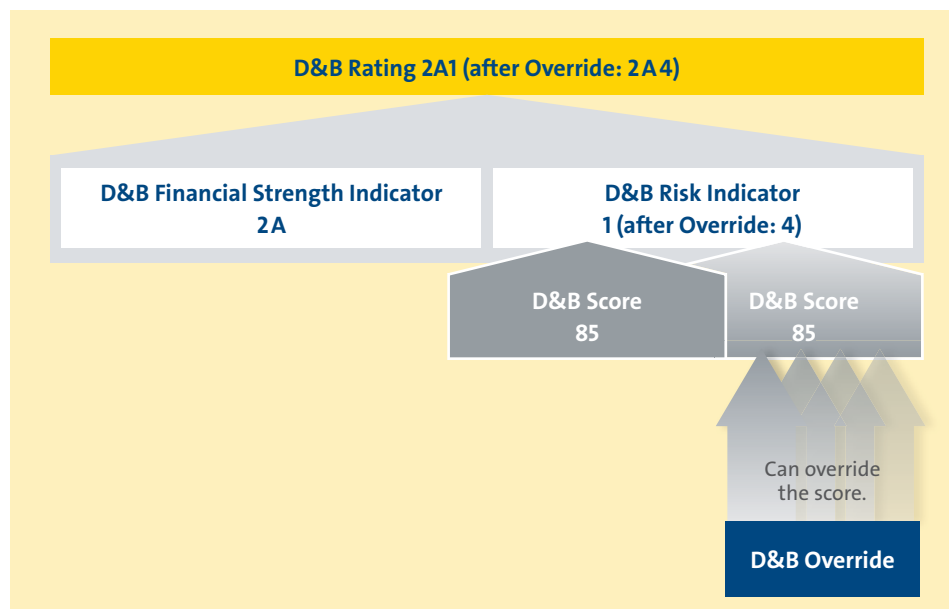 D&B Rating 2A1 (after Override: 2A4)
D&B Financial Strength Indicator
2A
D&B Risk Indicator
1 (after Override: 4)
D&B Score
85
D&B Score
85
Can override
the score.
D&B Override